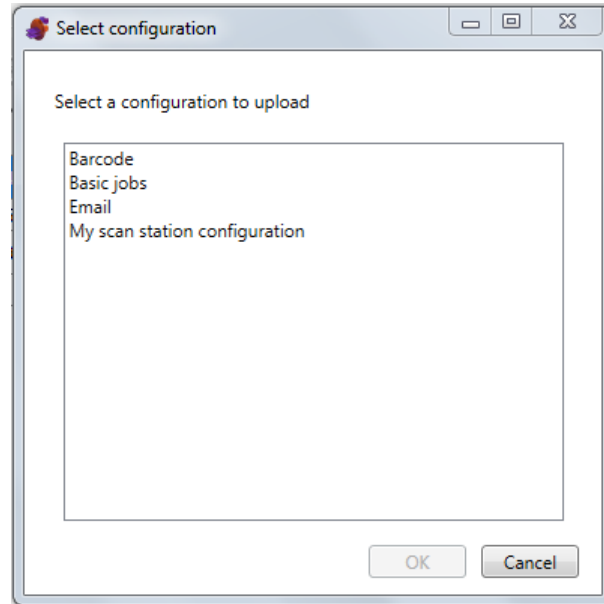 Select configuration
Select a configuration to upload
Barcode
Basic jobs
Email
My scan station configuration
OK
Cancel